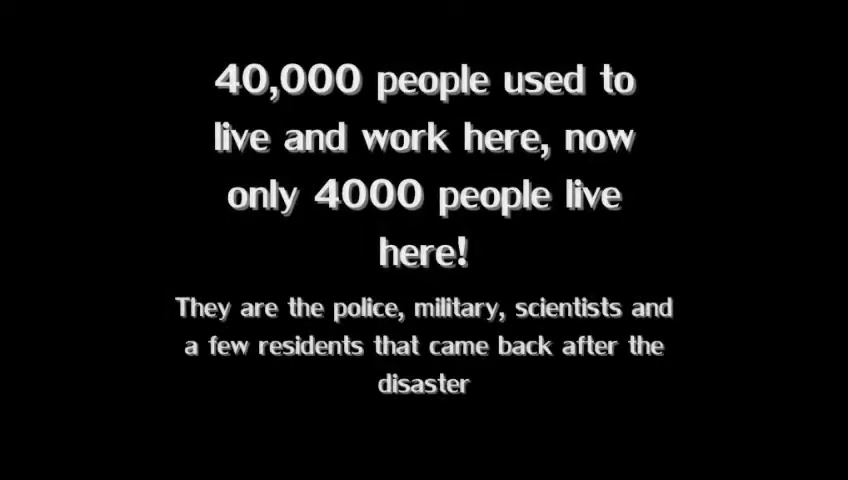 40,000 people used to
live and work here, now
only 4000 people live
here!
They are the police, military, scientists and
a few residents that came back after the
disaster